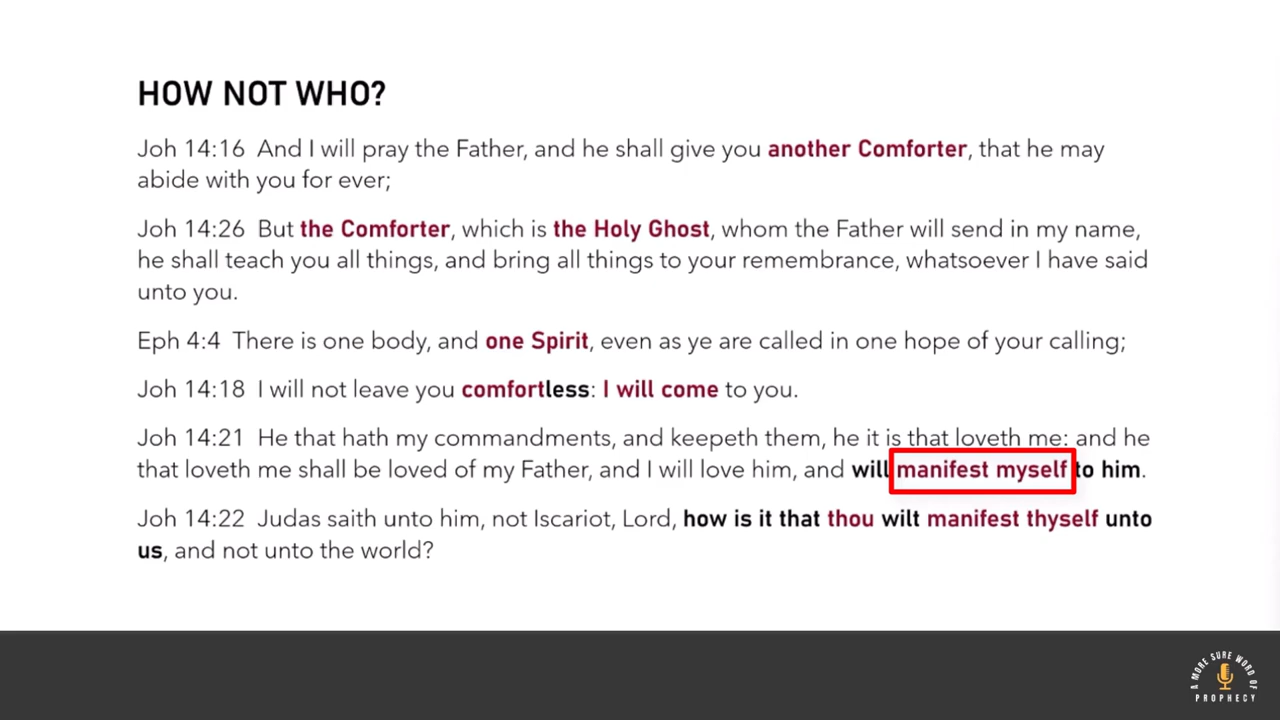 HOW NOT WHO?
Joh 14:16 And I will pray the Father, and he shall give you another Comforter, that he may
abide with you for ever;
Joh 14:26 But the Comforter, which is the Holy Ghost, whom the Father will send in my name,
he shall teach you all things, and bring all things to your remembrance, whatsoever I have said
unto you.
Eph 4:4 There is one body, and one Spirit, even as ye are called in one hope of your calling;
Joh 14:18 I will not leave you comfortless: I will come to you.
Joh 14:21 He that hath my commandments, and keepeth them, he it is that loveth me: and he
that loveth me shall be loved of my Father, and I will love him, and will manifest myself to him.
Joh 14:22 Judas saith unto him, not Iscariot, Lord, how is it that thou wilt manifest thyself unto
us, and not unto the world?
A MORE SURE WORD OF
PROPHECY